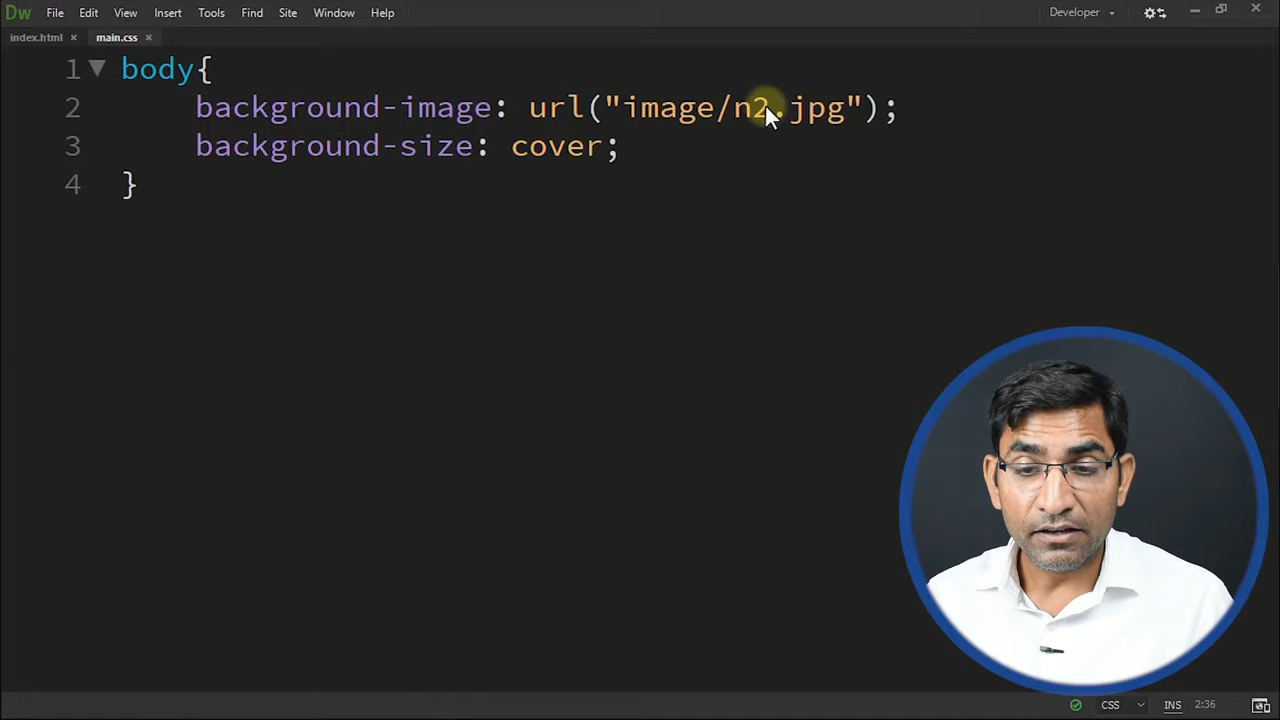 Dw File Edit View Insert Tools Find Site Window Help Developer
index.html × main.css ×
1 body{
2 background-image: url("image/n2.jpg");
3 background-size: cover;
4 }
CSS INS 2:36